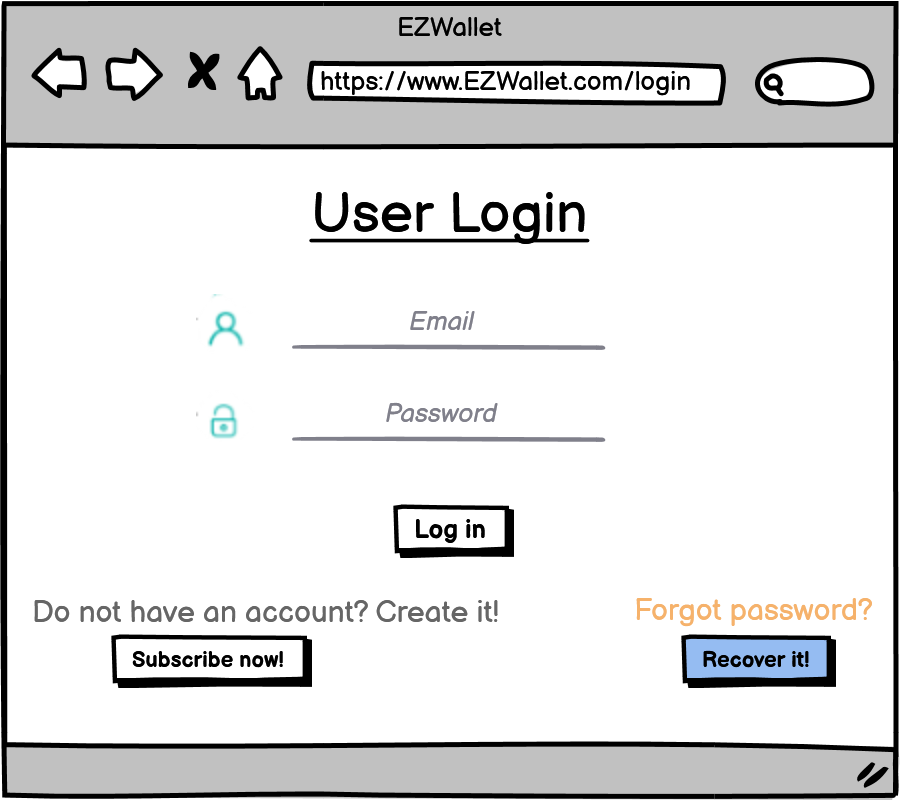 EZWallet
https://www.EZWallet.com/login
User Login
Email
Password
Log in
Do not have an account? Create it!
Forgot password?
Subscribe now!
Recover it!